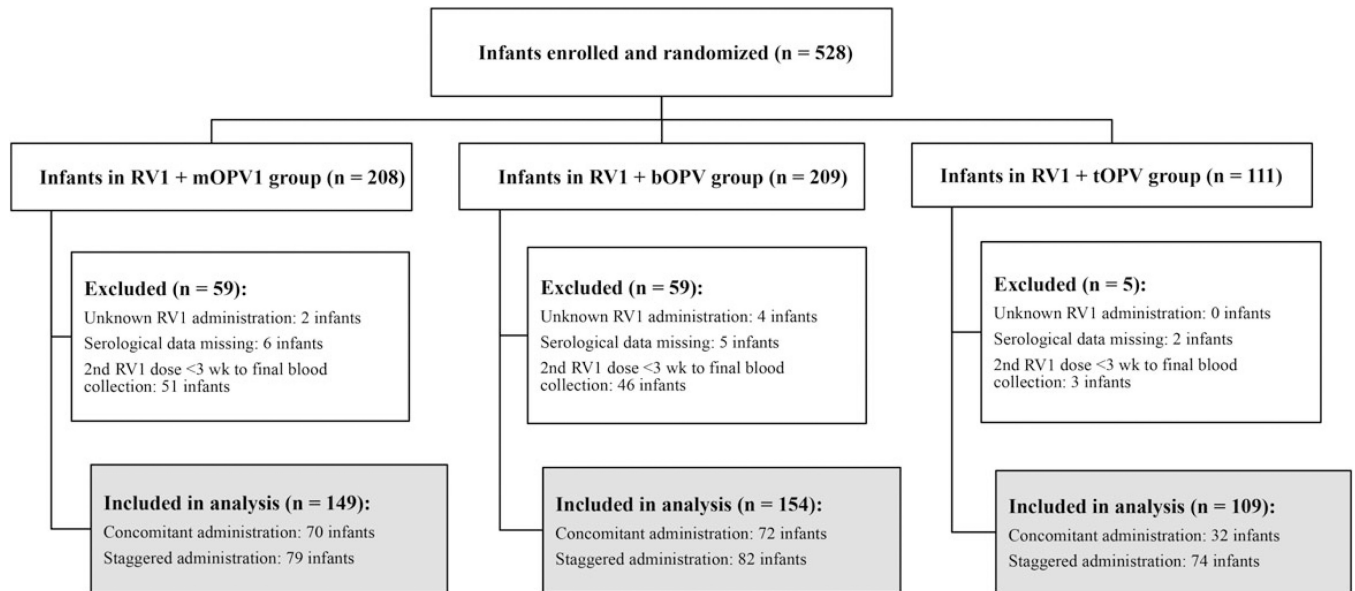 Infants enrolled and randomized (n = 528)
Infants in RV1 + mOPV1 group (n = 208)
Infants in RV1 + bOPV group (n = 209)
Infants in RV1 + tOPV group (n = 111)
Excluded (n = 59):
Unknown RV1 administration: 2 infants
Serological data missing: 6 infants
2nd RV1 dose <3 wk to final blood
collection: 51 infants
Excluded (n = 59):
Unknown RV1 administration: 4 infants
Serological data missing: 5 infants
2nd RV1 dose <3 wk to final blood
collection: 46 infants
Excluded (n = 5):
Unknown RV1 administration: 0 infants
Serological data missing: 2 infants
2nd RV1 dose <3 wk to final blood
collection: 3 infants
Included in analysis (n = 149):
Concomitant administration: 70 infants
Staggered administration: 79 infants
Included in analysis (n = 154):
Concomitant administration: 72 infants
Staggered administration: 82 infants
Included in analysis (n = 109):
Concomitant administration: 32 infants
Staggered administration: 74 infants